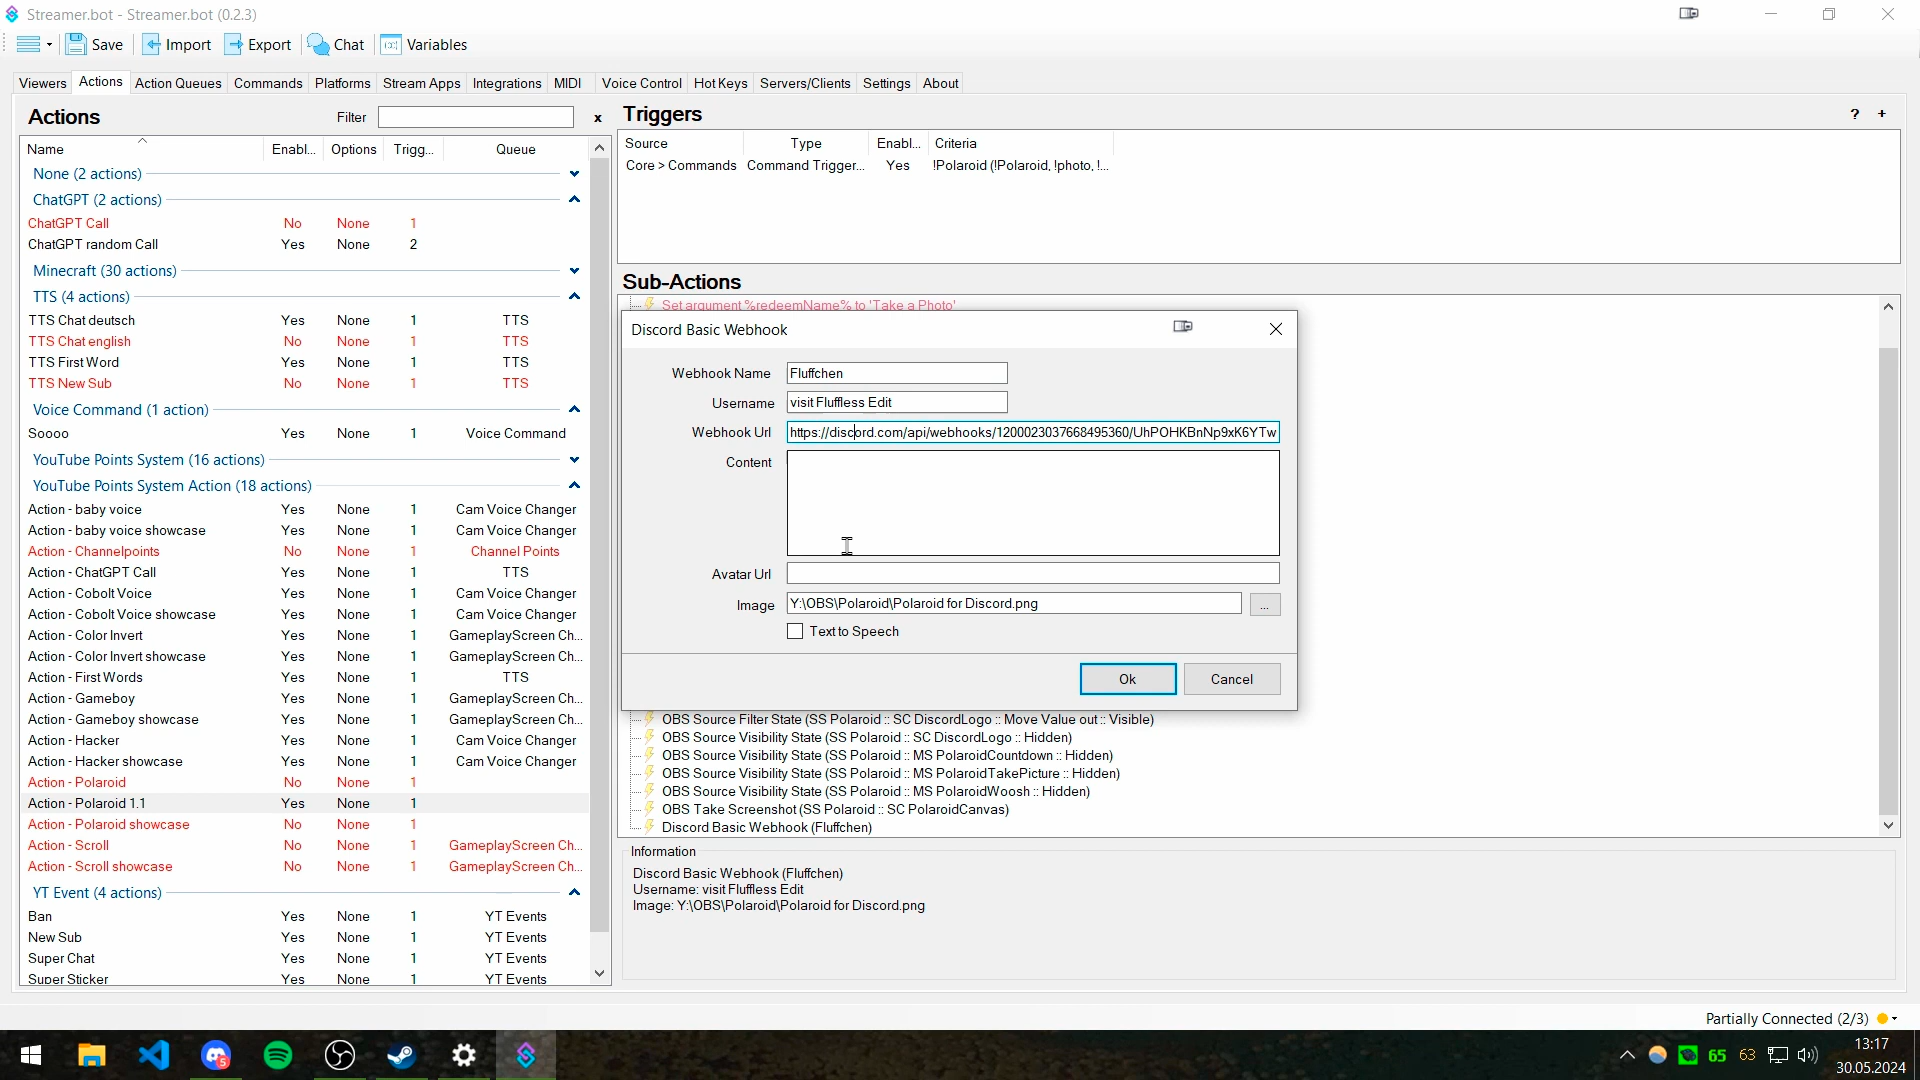 Streamer.bot - Streamer.bot (0.2.3)
Save Import Export Chat Variables
Viewers Actions Action Queues Commands Platforms Stream Apps Integrations MIDI Voice Control Hot Keys Servers/Clients Settings About
Actions Filter x
Name Enabl... Options Trigg... Queue
None (2 actions)
ChatGPT (2 actions)
ChatGPT Call No None 1
ChatGPT random Call Yes None 2
Minecraft (30 actions)
TTS (4 actions)
TTS Chat deutsch Yes None 1 TTS
TTS Chat english No None 1 TTS
TTS First Word Yes None 1 TTS
TTS New Sub No None 1 TTS
Voice Command (1 action)
Soooo Yes None 1 Voice Command
YouTube Points System (16 actions)
YouTube Points System Action (18 actions)
Action - baby voice Yes None 1 Cam Voice Changer
Action - baby voice showcase Yes None 1 Cam Voice Changer
Action - Channelpoints No None 1 Channel Points
Action - ChatGPT Call Yes None 1 TTS
Action - Cobolt Voice Yes None 1 Cam Voice Changer
Action - Cobolt Voice showcase Yes None 1 Cam Voice Changer
Action - Color Invert Yes None 1 GameplayScreen Ch...
Action - Color Invert showcase Yes None 1 GameplayScreen Ch...
Action - First Words Yes None 1 TTS
Action - Gameboy Yes None 1 GameplayScreen Ch...
Action - Gameboy showcase Yes None 1 GameplayScreen Ch...
Action - Hacker Yes None 1 Cam Voice Changer
Action - Hacker showcase Yes None 1 Cam Voice Changer
Action - Polaroid No None 1
Action - Polaroid 1.1 Yes None 1
Action - Polaroid showcase No None 1
Action - Scroll No None 1 GameplayScreen Ch...
Action - Scroll showcase No None 1 GameplayScreen Ch...
YT Event (4 actions)
Ban Yes None 1 YT Events
New Sub Yes None 1 YT Events
Super Chat Yes None 1 YT Events
Super Sticker Yes None 1 YT Events
Triggers ? +
Source Type Enabl... Criteria
Core > Commands Command Trigger... Yes !Polaroid (!Polaroid, !photo, !...
Sub-Actions
Set argument %redeemName% to 'Take a Photo'
Discord Basic Webhook
Webhook Name Fluffchen
Username visit Fluffless Edit
Webhook Url https://discord.com/api/webhooks/1200023037668495360/UhPOHKBnNp9xK6YTw
Content
Avatar Url
Image Y:\OBS\Polaroid\Polaroid for Discord.png ...
Text to Speech
Ok Cancel
OBS Source Filter State (SS Polaroid :: SC DiscordLogo :: Move Value out :: Visible)
OBS Source Visibility State (SS Polaroid :: SC DiscordLogo :: Hidden)
OBS Source Visibility State (SS Polaroid :: MS PolaroidCountdown :: Hidden)
OBS Source Visibility State (SS Polaroid :: MS PolaroidTakePicture :: Hidden)
OBS Source Visibility State (SS Polaroid :: MS PolaroidWoosh :: Hidden)
OBS Take Screenshot (SS Polaroid :: SC PolaroidCanvas)
Discord Basic Webhook (Fluffchen)
Information
Discord Basic Webhook (Fluffchen)
Username: visit Fluffless Edit
Image: Y:\OBS\Polaroid\Polaroid for Discord.png
Partially Connected (2/3)
5 65 63 13:17
30.05.2024